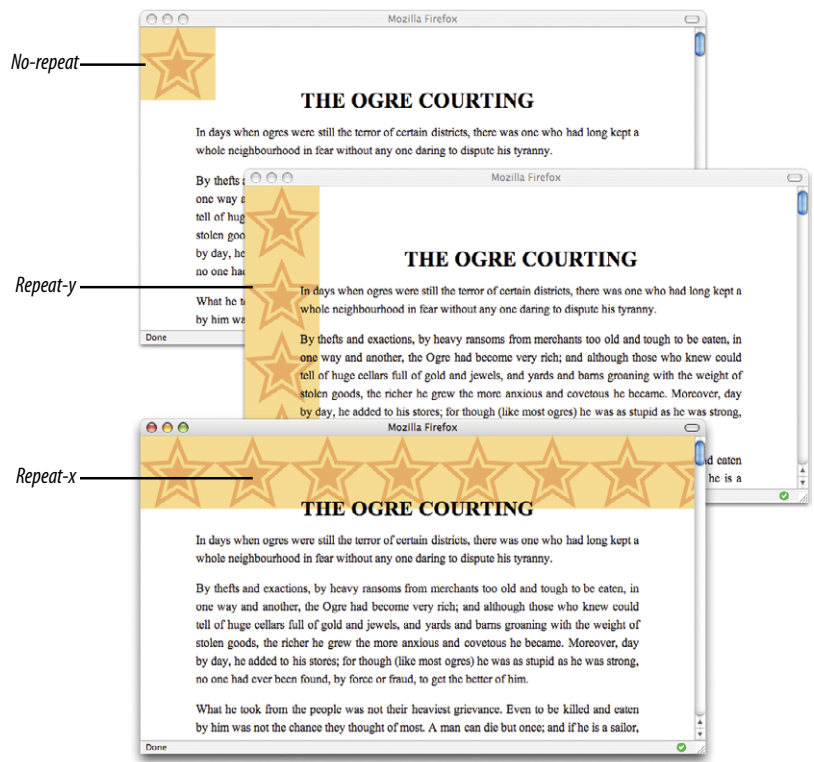 Mozilla Firefox
No-repeat
THE OGRE COURTING
In days when ogres were still the terror of certain districts, there was one who had long kept a
whole neighbourhood in fear without any one daring to dispute his tyranny.
By thefts
one way
tell of hug
stolen goo
by day, he
no one ha
What he t
by him wa
Done
Mozilla Firefox
Repeat-y
THE OGRE COURTING
In days when ogres were still the terror of certain districts, there was one who had long kept a
whole neighbourhood in fear without any one daring to dispute his tyranny.
By thefts and exactions, by heavy ransoms from merchants too old and tough to be eaten, in
one way and another, the Ogre had become very rich; and although those who knew could
tell of huge cellars full of gold and jewels, and yards and barns groaning with the weight of
stolen goods, the richer he grew the more anxious and covetous he became. Moreover, day
by day, he added to his stores; for though (like most ogres) he was as stupid as he was strong,
d eaten
he is a
Mozilla Firefox
Repeat-x
THE OGRE COURTING
In days when ogres were still the terror of certain districts, there was one who had long kept a
whole neighbourhood in fear without any one daring to dispute his tyranny.
By thefts and exactions, by heavy ransoms from merchants too old and tough to be eaten, in
one way and another, the Ogre had become very rich; and although those who knew could
tell of huge cellars full of gold and jewels, and yards and barns groaning with the weight of
stolen goods, the richer he grew the more anxious and covetous he became. Moreover, day
by day, he added to his stores; for though (like most ogres) he was as stupid as he was strong,
no one had ever been found, by force or fraud, to get the better of him.
What he took from the people was not their heaviest grievance. Even to be killed and eaten
by him was not the chance they thought of most. A man can die but once; and if he is a sailor,
Done